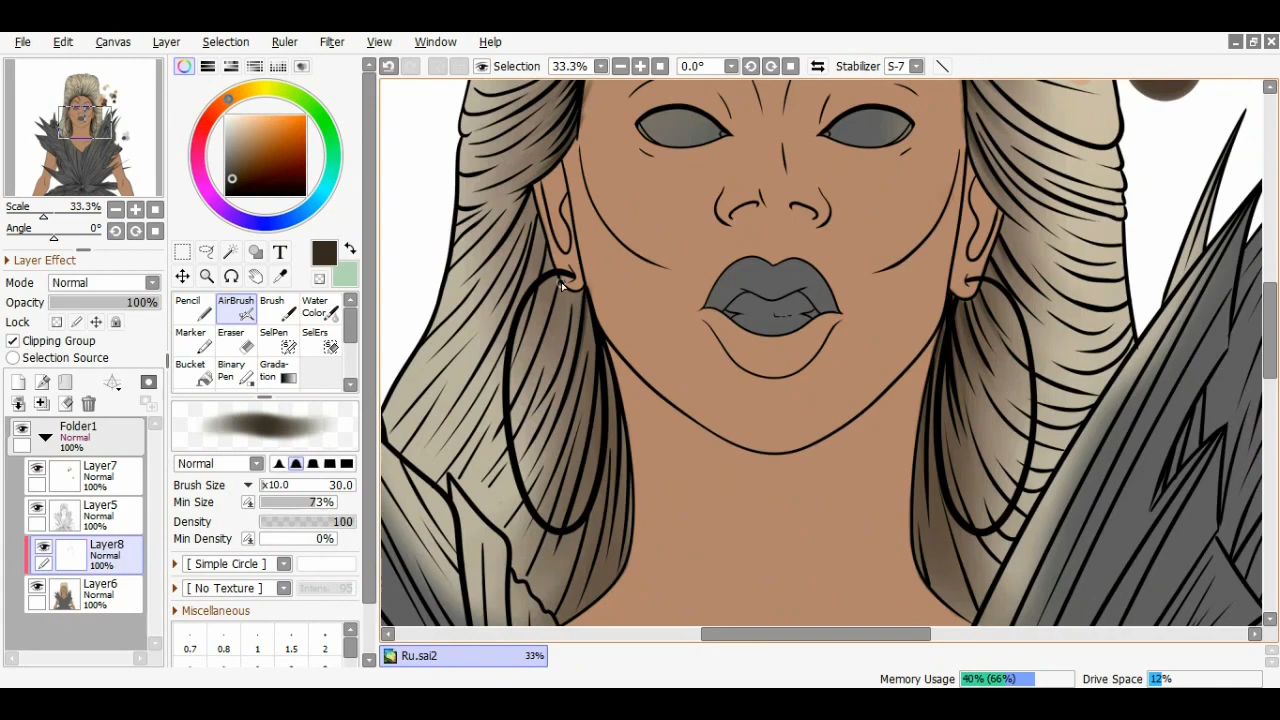 File Edit Canvas Layer Selection Ruler Filter View Window Help
Selection 33.3% 0.0° Stabilizer S-7
Scale 33.3%
Angle 0°
Layer Effect
Mode Normal
Opacity 100%
Lock
Clipping Group
Selection Source
Folder1
Normal
100%
Layer7
Normal
100%
Layer5
Normal
100%
Layer8
Normal
100%
Layer6
Normal
100%
T
Pencil AirBrush Brush Water Color
Marker Eraser SelPen SelErs
Bucket Binary Pen Grada-tion
Normal
Brush Size x10.0 30.0
Min Size 73%
Density 100
Min Density 0%
[ Simple Circle ]
[ No Texture ] Intens. 95
Miscellaneous
0.7 0.8 1 1.5 2
Ru.sai2 33%
Memory Usage 40% (66%) Drive Space 12%